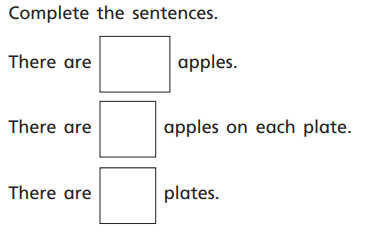 Complete the sentences.
There are apples.
There are apples on each plate.
There are plates.